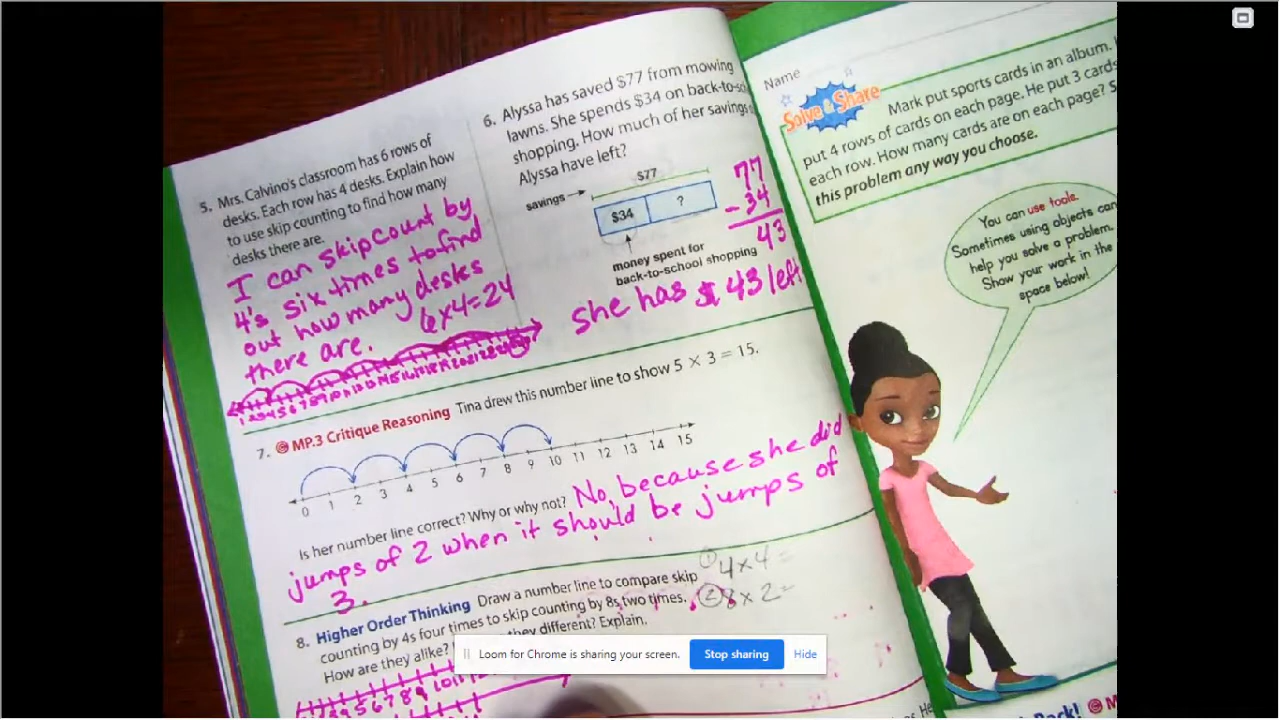 5. Mrs. Calvino's classroom has 6 rows of
desks. Each row has 4 desks. Explain how
to use skip counting to find how many
desks there are.
I can skip count by
4's six times to find
out how many desks
there are.
6x4=24
6. Alyssa has saved $77 from mowing
lawns. She spends $34 on back-to-
shopping. How much of her savings
Alyssa have left?
$77
savings
$34
?
money spent for
back-to-school shopping
77
- 34
43
she has $43 left
7. MP.3 Critique Reasoning Tina drew this number line to show 5 × 3 = 15.
0 1 2 3 4 5 6 7 8 9 10 11 12 13 14 15
Is her number line correct? Why or why not?
No, because she did
jumps of 2 when it should be jumps of
3.
8. Higher Order Thinking Draw a number line to compare skip
counting by 4s four times to skip counting by 8s two times.
How are they alike? they different? Explain.
① 4×4=
② 8×2=
Name
Solve & Share
Mark put sports cards in an album.
put 4 rows of cards on each page. He put 3 cards
each row. How many cards are on each page?
this problem any way you choose.
You can use tools.
Sometimes using objects can
help you solve a problem.
Show your work in the
space below!
Loom for Chrome is sharing your screen.
Stop sharing
Hide
Back!